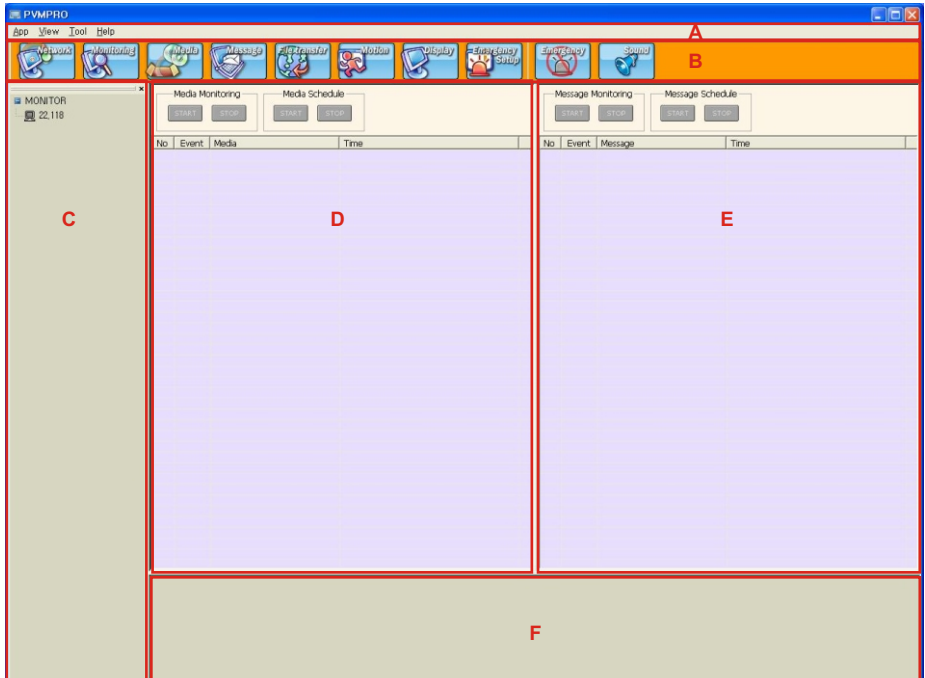 PVMPRO
App View Tool Help
A
Network Monitoring Media Message Filetransfer Motion Display Emergency Setup Emergency Sound
B
MONITOR
22,118
C
Media Monitoring Media Schedule
START STOP START STOP
No Event Media Time
D
Message Monitoring Message Schedule
START STOP START STOP
No Event Message Time
E
F